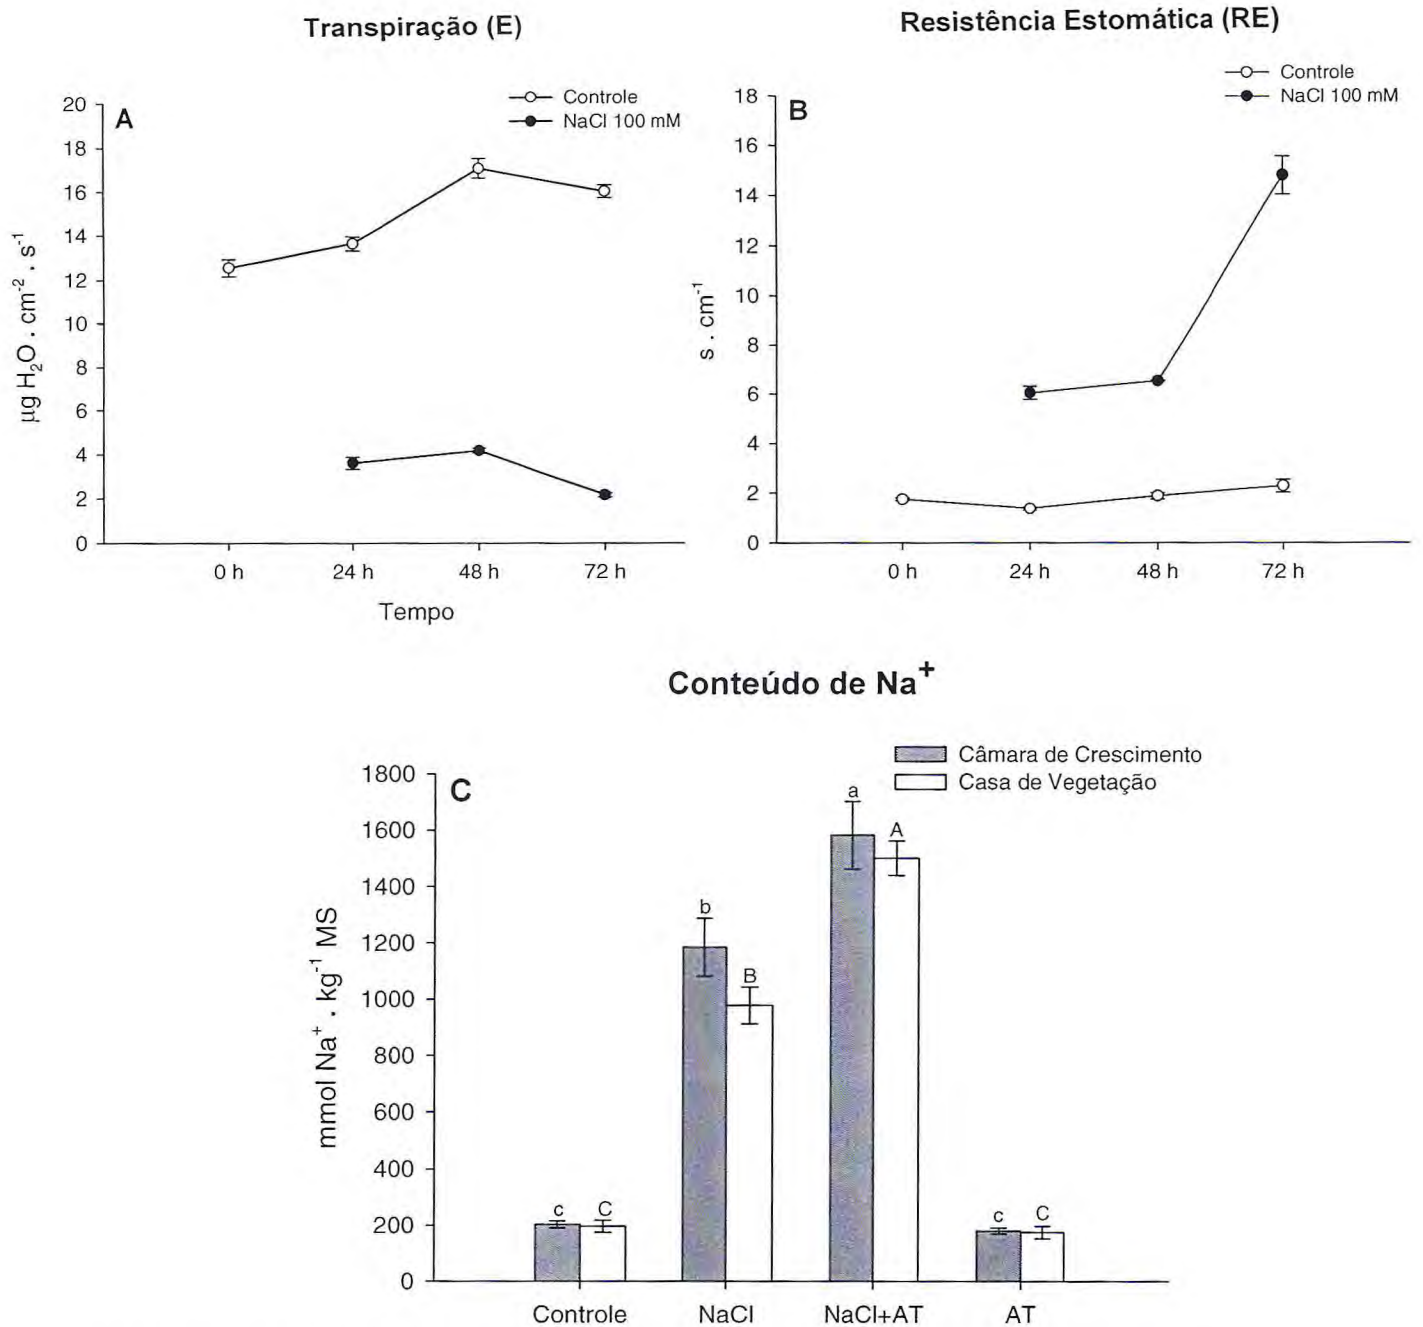 Transpiração (E)
Resistência Estomática (RE)
Controle
NaCl 100 mM
A
20
18
16
14
12
10
8
6
4
2
0
µg H₂O . cm⁻² . s⁻¹
0 h
24 h
48 h
72 h
Tempo
Controle
NaCl 100 mM
B
18
16
14
12
10
8
6
4
2
0
s . cm⁻¹
0 h
24 h
48 h
72 h
Conteúdo de Na⁺
Câmara de Crescimento
Casa de Vegetação
C
1800
1600
1400
1200
1000
800
600
400
200
0
mmol Na⁺ . kg⁻¹ MS
c
C
b
B
a
A
c
C
Controle
NaCl
NaCl+AT
AT